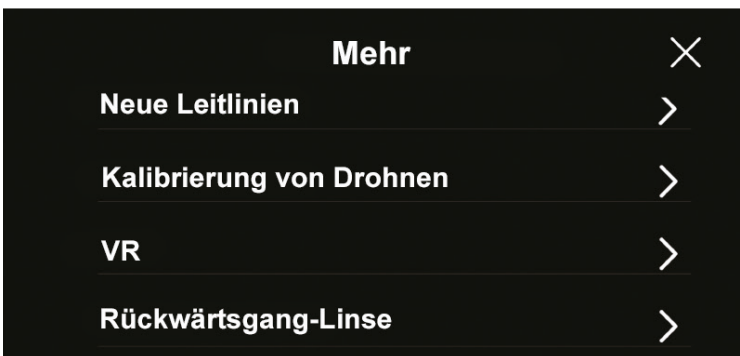 Mehr
Neue Leitlinien
Kalibrierung von Drohnen
VR
Rückwärtsgang-Linse